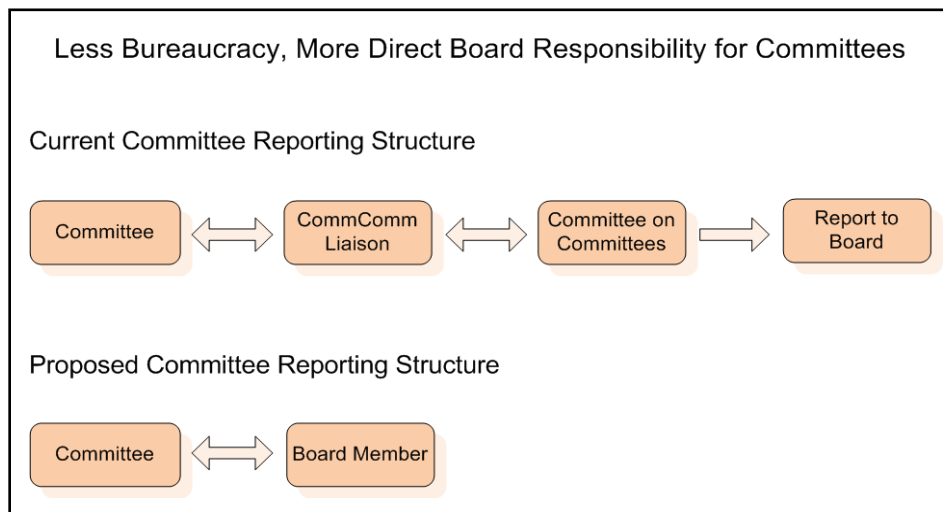 Less Bureaucracy, More Direct Board Responsibility for Committees
Current Committee Reporting Structure
Committee
CommComm
Liaison
Committee on
Committees
Report to
Board
Proposed Committee Reporting Structure
Committee
Board Member